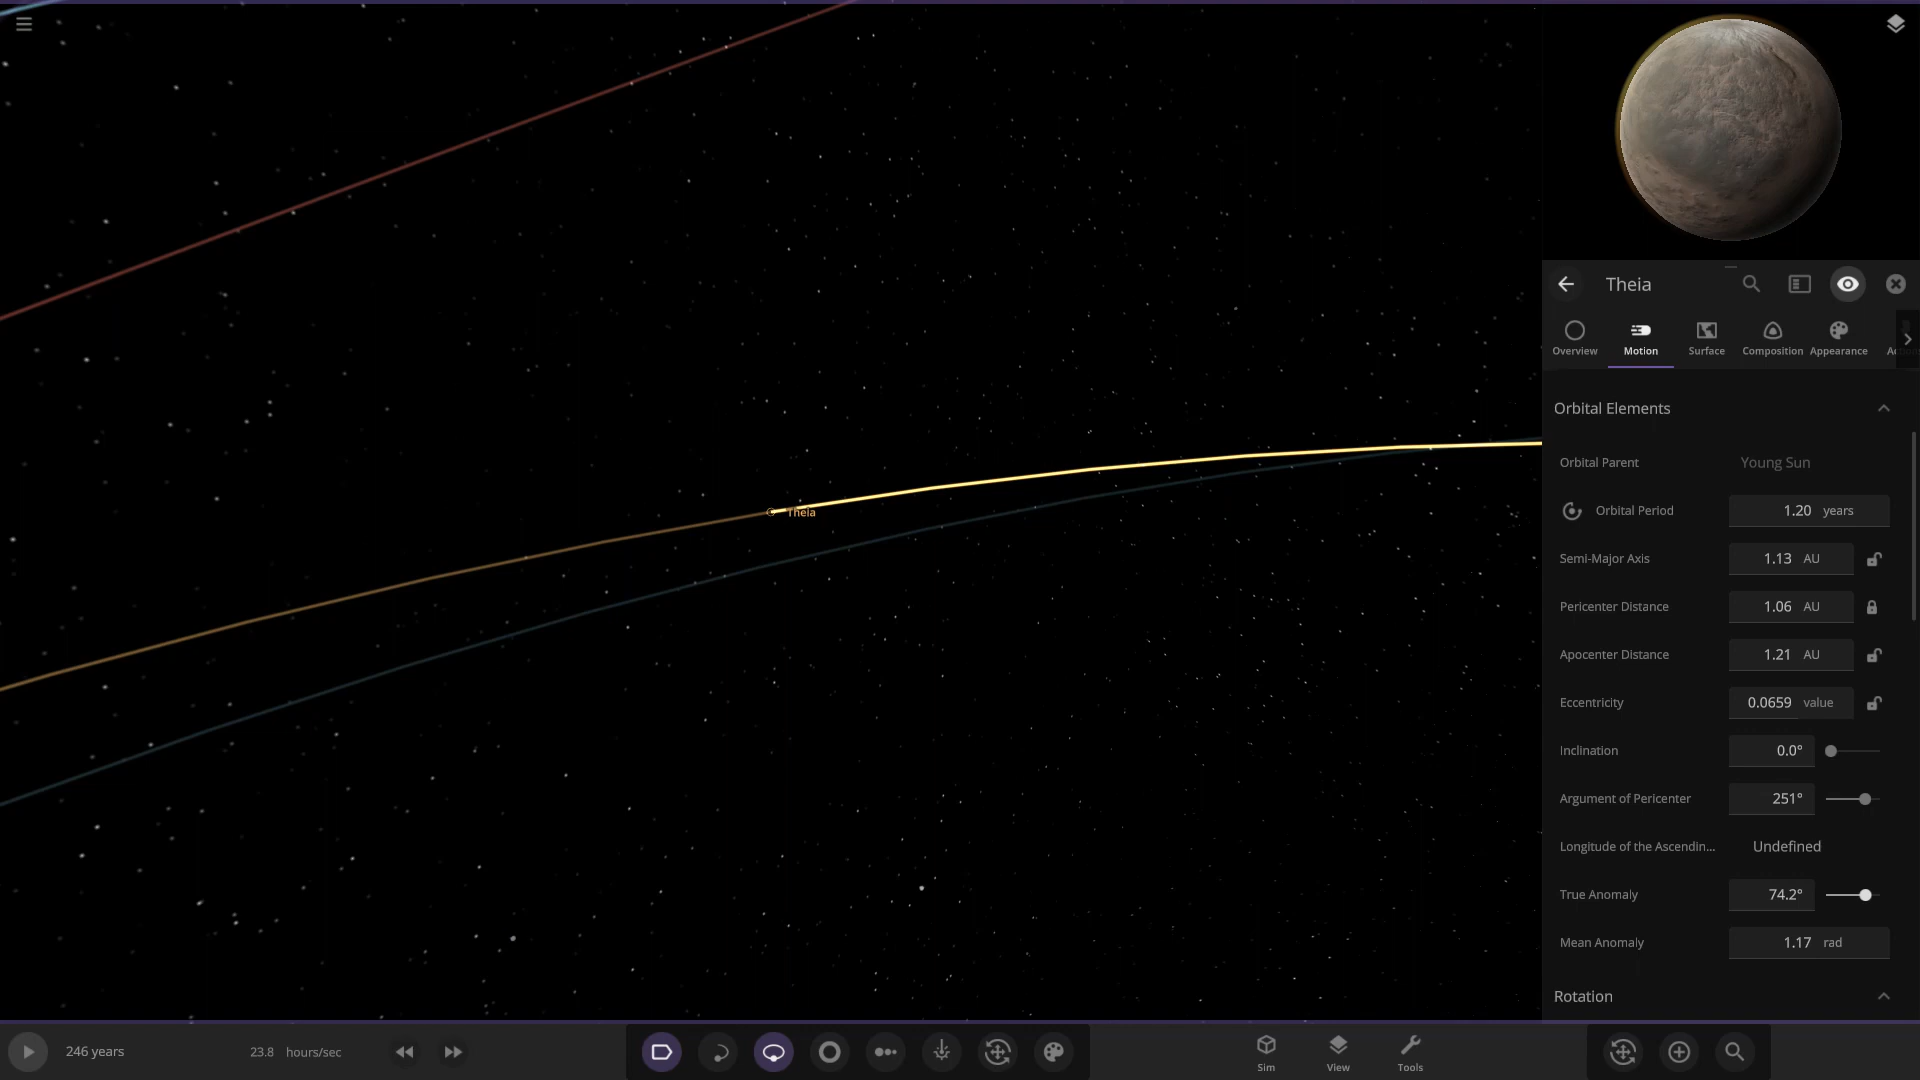 Theia
Theia
Overview
Motion
Surface
Composition
Appearance
Orbital Elements
Orbital Parent Young Sun
Orbital Period 1.20 years
Semi-Major Axis 1.13 AU
Pericenter Distance 1.06 AU
Apocenter Distance 1.21 AU
Eccentricity 0.0659 value
Inclination 0.0°
Argument of Pericenter 251°
Longitude of the Ascendin... Undefined
True Anomaly 74.2°
Mean Anomaly 1.17 rad
Rotation
246 years
23.8 hours/sec
Sim
View
Tools